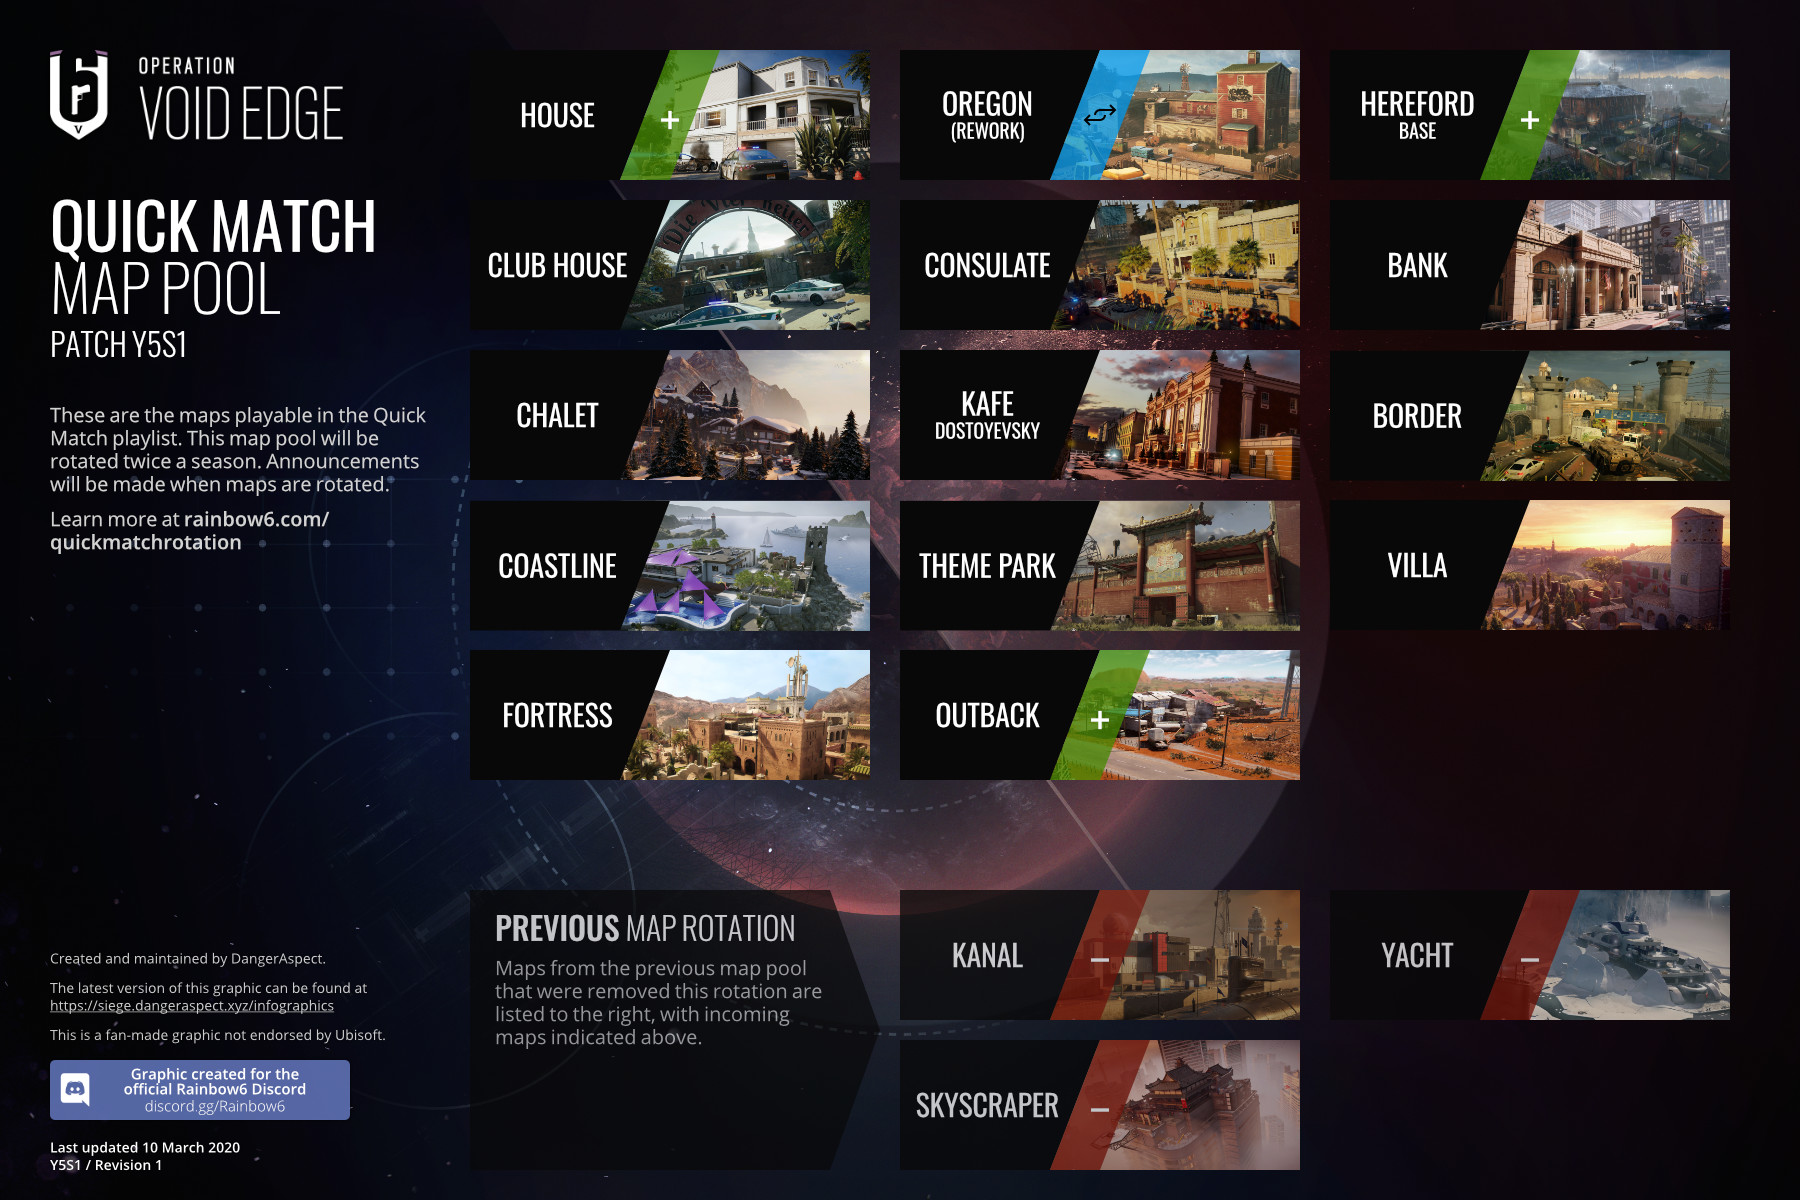 OPERATION
VOID EDGE
QUICK MATCH
MAP POOL
PATCH Y5S1
These are the maps playable in the Quick
Match playlist. This map pool will be
rotated twice a season. Announcements
will be made when maps are rotated.
Learn more at rainbow6.com/
quickmatchrotation
HOUSE
+
OREGON
(REWORK)
HEREFORD
BASE
+
CLUB HOUSE
Die Vier Reiter
CONSULATE
BANK
CHALET
KAFE
DOSTOYEVSKY
BORDER
COASTLINE
THEME PARK
VILLA
FORTRESS
OUTBACK
+
PREVIOUS MAP ROTATION
Maps from the previous map pool
that were removed this rotation are
listed to the right, with incoming
maps indicated above.
KANAL
–
YACHT
–
SKYSCRAPER
–
Created and maintained by DangerAspect.
The latest version of this graphic can be found at
https://siege.dangeraspect.xyz/infographics
This is a fan-made graphic not endorsed by Ubisoft.
Graphic created for the
official Rainbow6 Discord
discord.gg/Rainbow6
Last updated 10 March 2020
Y5S1 / Revision 1